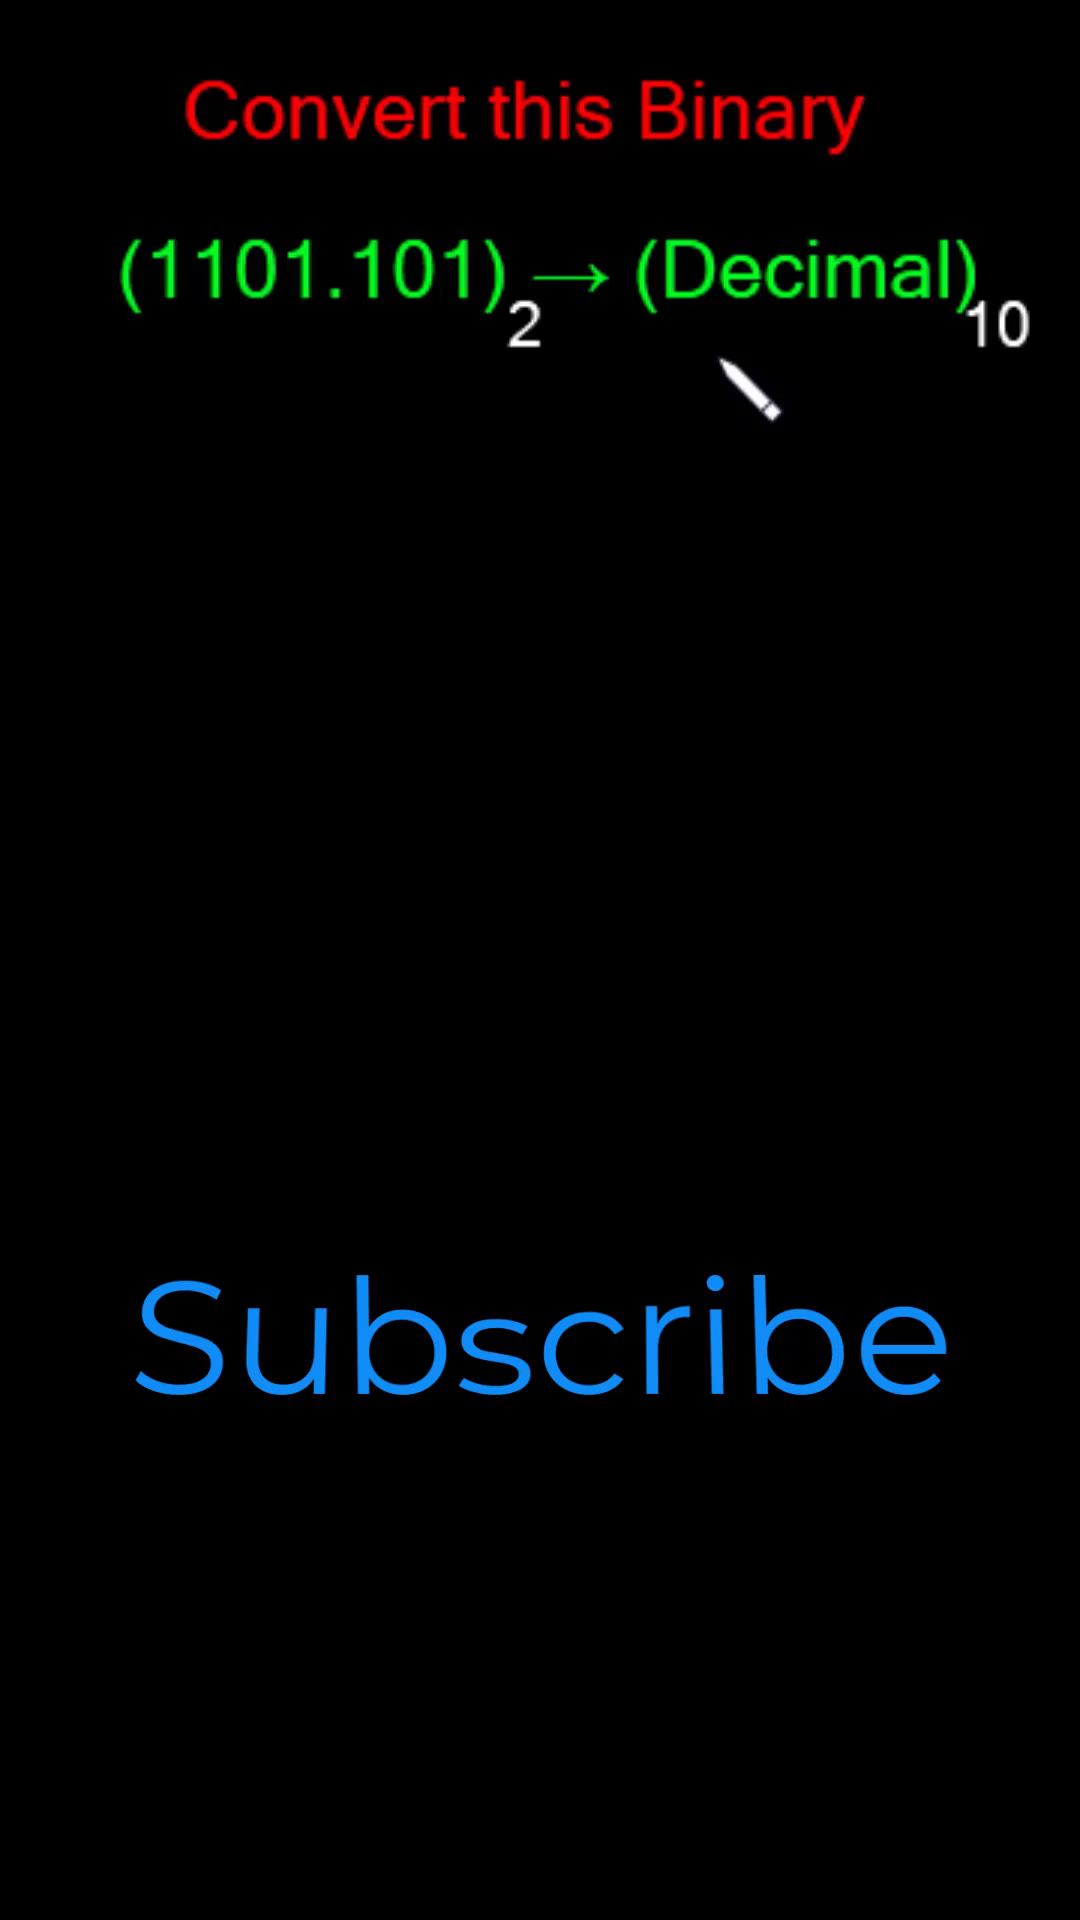 Convert this Binary
(1101.101)₂→ (Decimal)₁₀
Subscribe